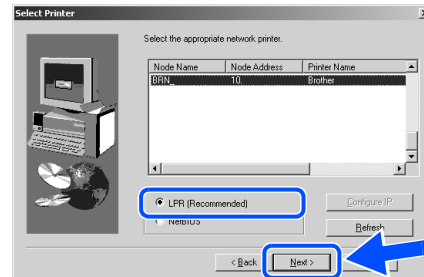 Select Printer
Select the appropriate network printer.
Node Name Node Address Printer Name
BRN_ 10. Brother
LPR (Recommended)
NetBIOS
Configure IP
Refresh
< Back Next >